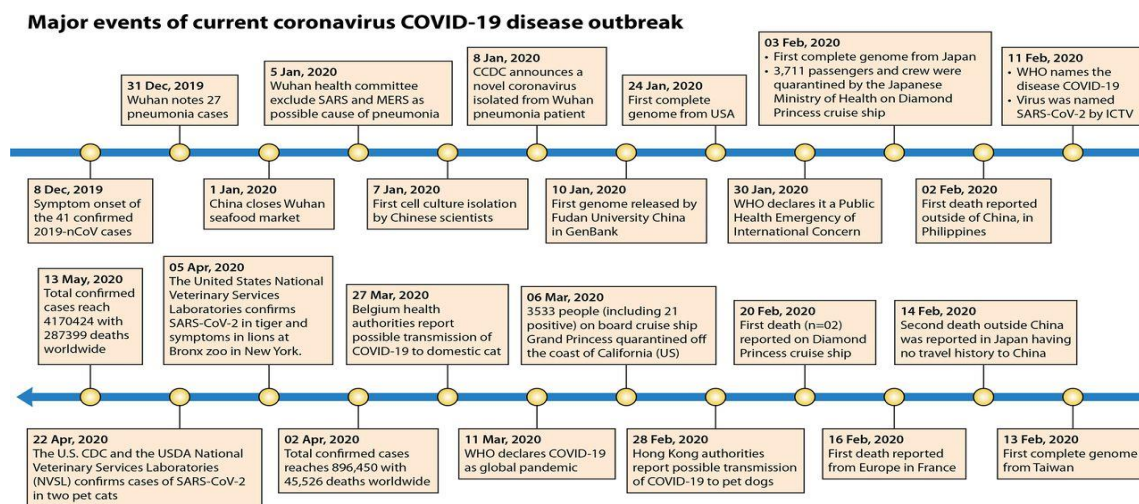 Major events of current coronavirus COVID-19 disease outbreak
31 Dec, 2019
Wuhan notes 27
pneumonia cases
5 Jan, 2020
Wuhan health committee
exclude SARS and MERS as
possible cause of pneumonia
8 Jan, 2020
CCDC announces a
novel coronavirus
isolated from Wuhan
pneumonia patient
24 Jan, 2020
First complete
genome from USA
03 Feb, 2020
• First complete genome from Japan
• 3,711 passengers and crew were
quarantined by the Japanese
Ministry of Health on Diamond
Princess cruise ship
11 Feb, 2020
• WHO names the
disease COVID-19
• Virus was named
SARS-CoV-2 by ICTV
8 Dec, 2019
Symptom onset of
the 41 confirmed
2019-nCoV cases
1 Jan, 2020
China closes Wuhan
seafood market
7 Jan, 2020
First cell culture isolation
by Chinese scientists
10 Jan, 2020
First genome released by
Fudan University China
in GenBank
30 Jan, 2020
WHO declares it a Public
Health Emergency of
International Concern
02 Feb, 2020
First death reported
outside of China, in
Philippines
13 May, 2020
Total confirmed
cases reach
4170424 with
287399 deaths
worldwide
05 Apr, 2020
The United States National
Veterinary Services
Laboratories confirms
SARS-CoV-2 in tiger and
symptoms in lions at
Bronx zoo in New York.
27 Mar, 2020
Belgium health
authorities report
possible transmission of
COVID-19 to domestic cat
06 Mar, 2020
3533 people (including 21
positive) on board cruise ship
Grand Princess quarantined off
the coast of California (US)
20 Feb, 2020
First death (n=02)
reported on Diamond
Princess cruise ship
14 Feb, 2020
Second death outside China
was reported in Japan having
no travel history to China
22 Apr, 2020
The U.S. CDC and the USDA National
Veterinary Services Laboratories
(NVSL) confirms cases of SARS-CoV-2
in two pet cats
02 Apr, 2020
Total confirmed cases
reaches 896,450 with
45,526 deaths worldwide
11 Mar, 2020
WHO declares COVID-19
as global pandemic
28 Feb, 2020
Hong Kong authorities
report possible transmission
of COVID-19 to pet dogs
16 Feb, 2020
First death reported
from Europe in France
13 Feb, 2020
First complete genome
from Taiwan